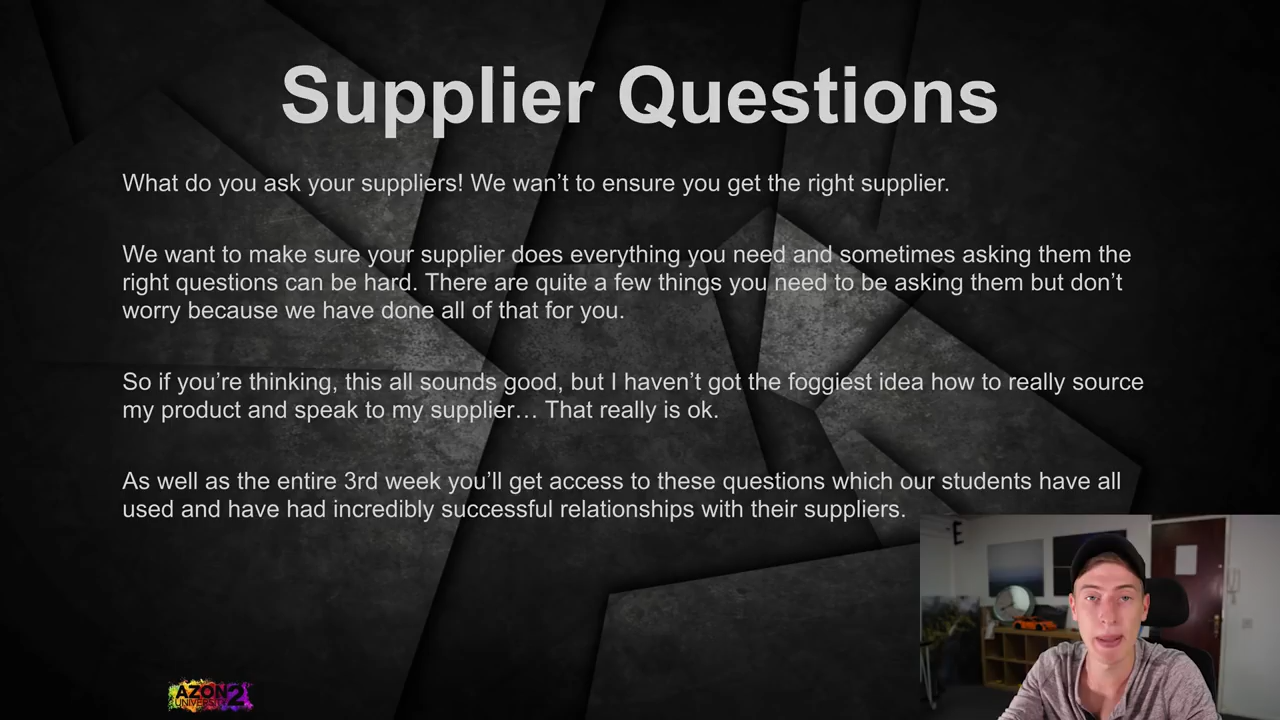 Supplier Questions
What do you ask your suppliers! We wan’t to ensure you get the right supplier.
We want to make sure your supplier does everything you need and sometimes asking them the
right questions can be hard. There are quite a few things you need to be asking them but don’t
worry because we have done all of that for you.
So if you’re thinking, this all sounds good, but I haven’t got the foggiest idea how to really source
my product and speak to my supplier… That really is ok.
As well as the entire 3rd week you’ll get access to these questions which our students have all
used and have had incredibly successful relationships with their suppliers.
E
AZON
UNIVERSITY 2